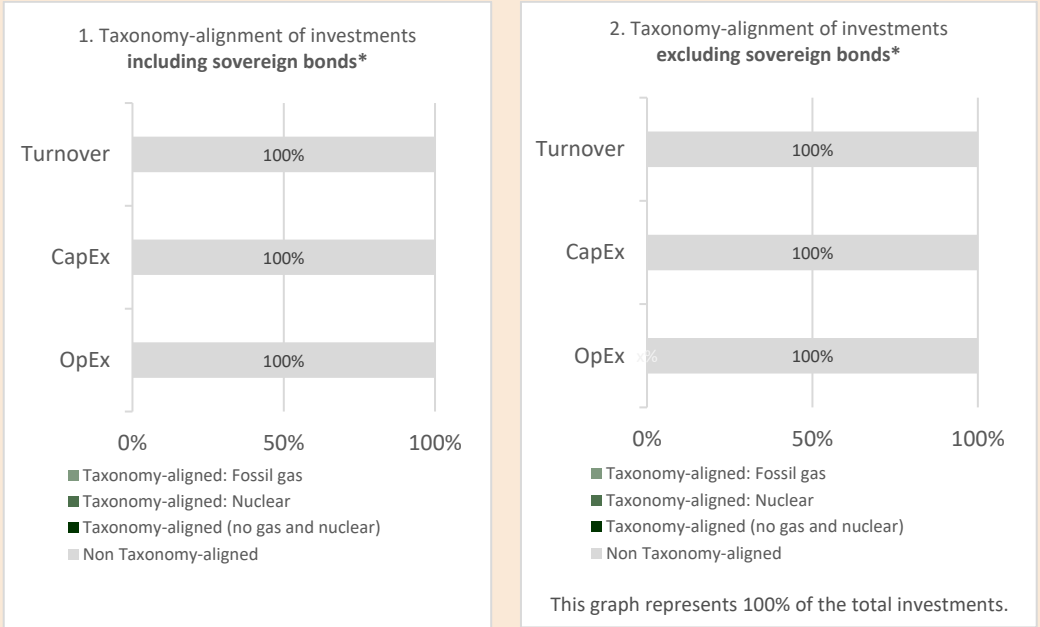 1. Taxonomy-alignment of investments
including sovereign bonds*
Turnover
100%
CapEx
100%
OpEx
100%
0% 50% 100%
Taxonomy-aligned: Fossil gas
Taxonomy-aligned: Nuclear
Taxonomy-aligned (no gas and nuclear)
Non Taxonomy-aligned
2. Taxonomy-alignment of investments
excluding sovereign bonds*
Turnover
100%
CapEx
100%
OpEx
x%
100%
0% 50% 100%
Taxonomy-aligned: Fossil gas
Taxonomy-aligned: Nuclear
Taxonomy-aligned (no gas and nuclear)
Non Taxonomy-aligned
This graph represents 100% of the total investments.